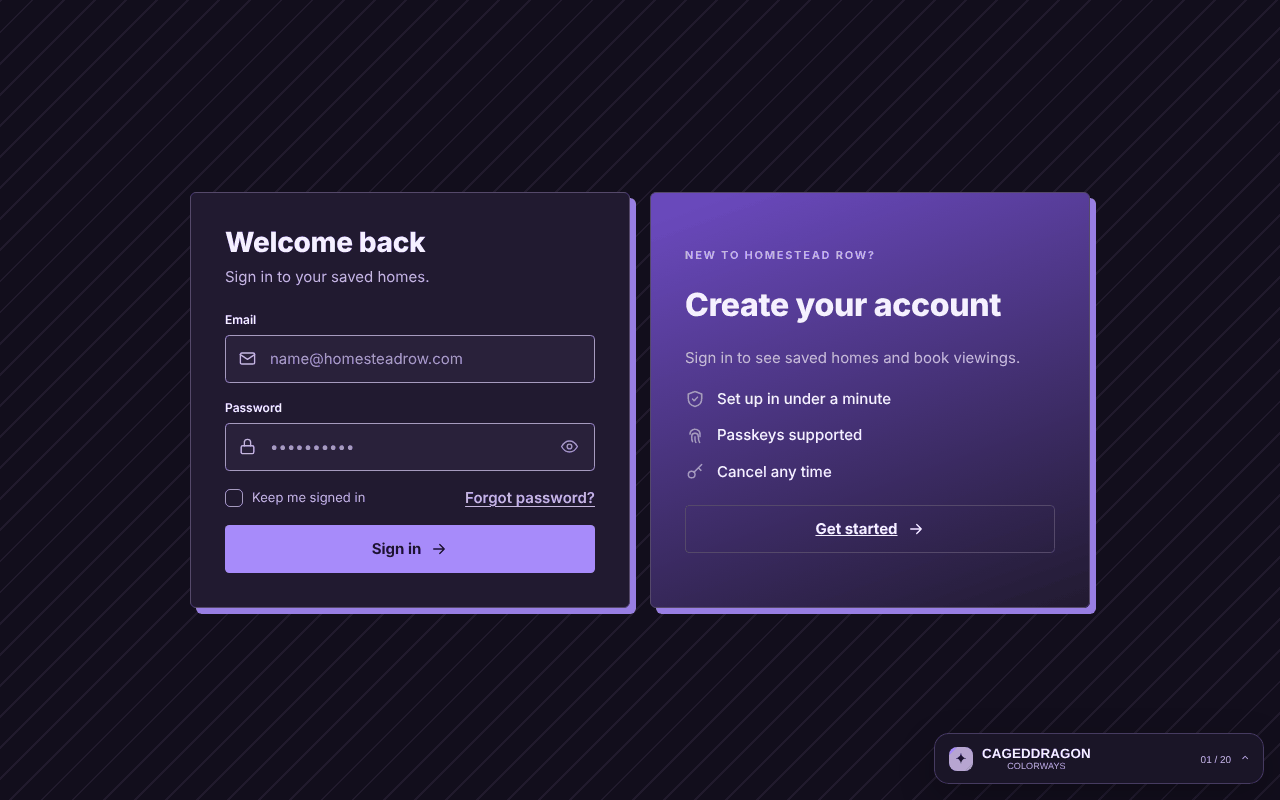 Welcome back
Sign in to your saved homes.
Email
name@homesteadrow.com
Password
Keep me signed in
Forgot password?
Sign in
NEW TO HOMESTEAD ROW?
Create your account
Sign in to see saved homes and book viewings.
Set up in under a minute
Passkeys supported
Cancel any time
Get started
CAGEDDRAGON
COLORWAYS
01 / 20